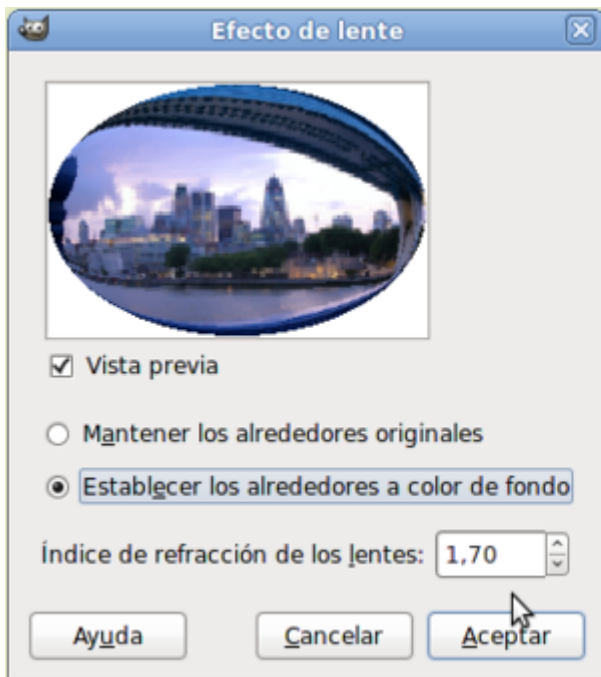 Efecto de lente
Vista previa
Mantener los alrededores originales
Establecer los alrededores a color de fondo
Índice de refracción de los lentes: 1,70
Ayuda Cancelar Aceptar